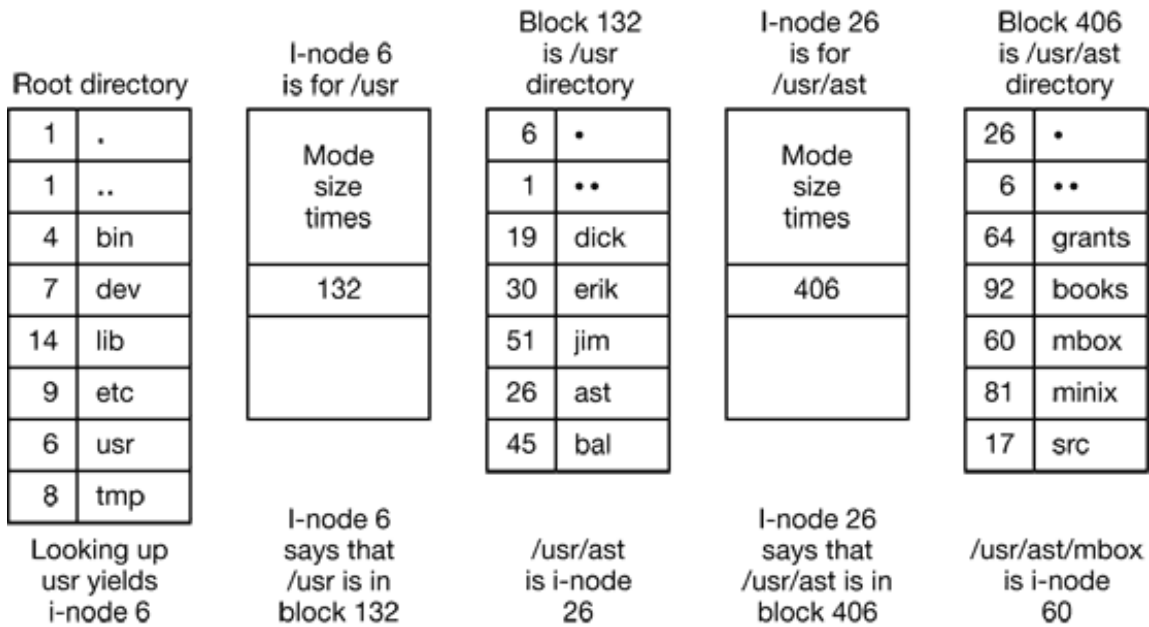 Root directory
1 .
1 ..
4 bin
7 dev
14 lib
9 etc
6 usr
8 tmp
Looking up
usr yields
i-node 6
I-node 6
is for /usr
Mode
size
times
132
I-node 6
says that
/usr is in
block 132
Block 132
is /usr
directory
6 •
1 ••
19 dick
30 erik
51 jim
26 ast
45 bal
/usr/ast
is i-node
26
I-node 26
is for
/usr/ast
Mode
size
times
406
I-node 26
says that
/usr/ast is in
block 406
Block 406
is /usr/ast
directory
26 •
6 ••
64 grants
92 books
60 mbox
81 minix
17 src
/usr/ast/mbox
is i-node
60